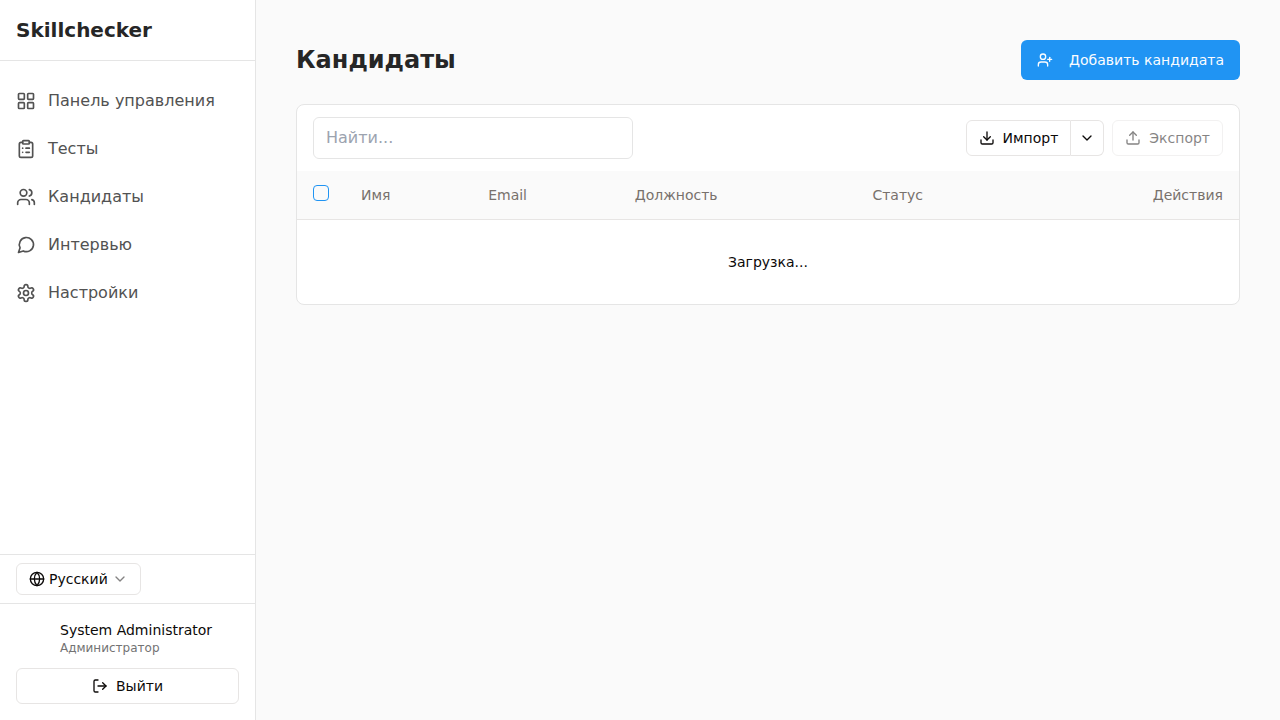 Skillchecker
Панель управления
Тесты
Кандидаты
Интервью
Настройки
Русский
System Administrator
Администратор
Выйти
Кандидаты
Добавить кандидата
Найти...
Импорт
Экспорт
Имя Email Должность Статус Действия
Загрузка...